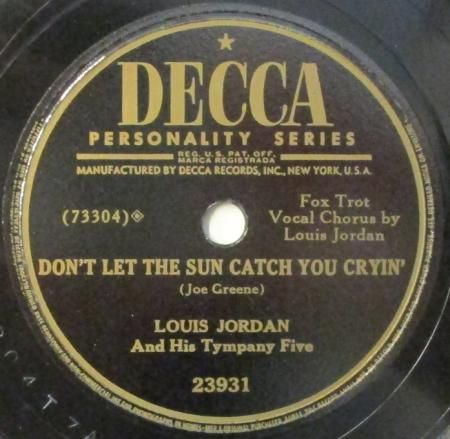 DECCA
PERSONALITY SERIES
REG. U.S. PAT. OFF.
MARCA REGISTRADA
MANUFACTURED BY DECCA RECORDS, INC., NEW YORK, U.S.A.
(73304)
Fox Trot
Vocal Chorus by
Louis Jordan
DON'T LET THE SUN CATCH YOU CRYIN'
(Joe Greene)
LOUIS JORDAN
And His Tympany Five
23931